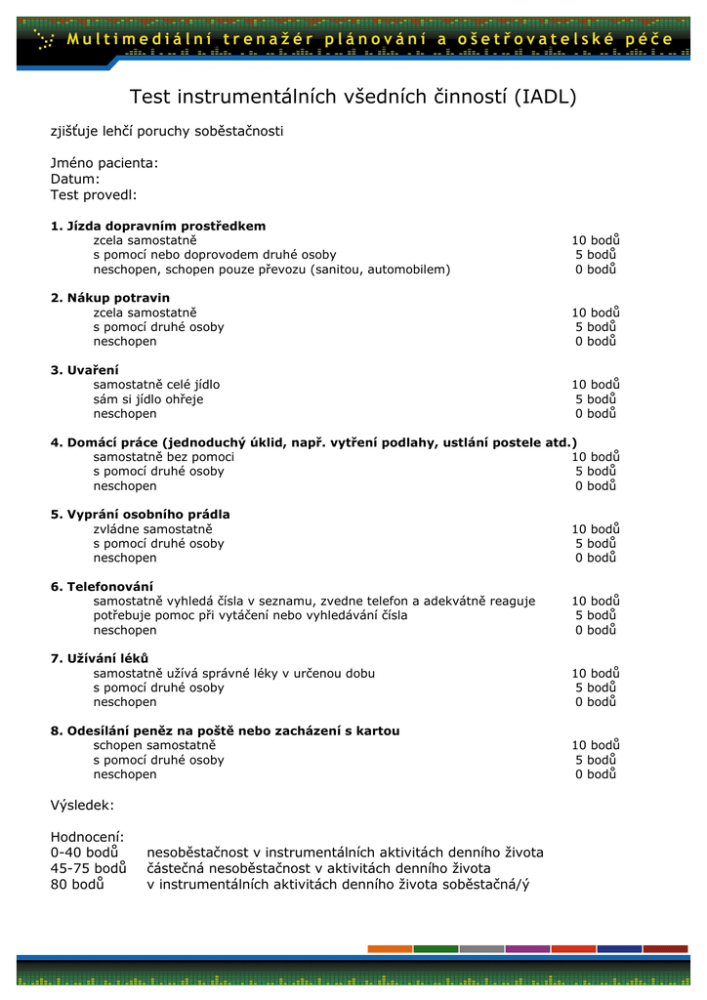 Multimediální trenažér plánování a ošetřovatelské péče
Test instrumentálních všedních činností (IADL)
zjišťuje lehčí poruchy soběstačnosti
Jméno pacienta:
Datum:
Test provedl:
1. Jízda dopravním prostředkem
zcela samostatně 10 bodů
s pomocí nebo doprovodem druhé osoby 5 bodů
neschopen, schopen pouze převozu (sanitou, automobilem) 0 bodů
2. Nákup potravin
zcela samostatně 10 bodů
s pomocí druhé osoby 5 bodů
neschopen 0 bodů
3. Uvaření
samostatně celé jídlo 10 bodů
sám si jídlo ohřeje 5 bodů
neschopen 0 bodů
4. Domácí práce (jednoduchý úklid, např. vytření podlahy, ustlání postele atd.)
samostatně bez pomoci 10 bodů
s pomocí druhé osoby 5 bodů
neschopen 0 bodů
5. Vyprání osobního prádla
zvládne samostatně 10 bodů
s pomocí druhé osoby 5 bodů
neschopen 0 bodů
6. Telefonování
samostatně vyhledá čísla v seznamu, zvedne telefon a adekvátně reaguje 10 bodů
potřebuje pomoc při vytáčení nebo vyhledávání čísla 5 bodů
neschopen 0 bodů
7. Užívání léků
samostatně užívá správné léky v určenou dobu 10 bodů
s pomocí druhé osoby 5 bodů
neschopen 0 bodů
8. Odesílání peněz na poště nebo zacházení s kartou
schopen samostatně 10 bodů
s pomocí druhé osoby 5 bodů
neschopen 0 bodů
Výsledek:
Hodnocení:
0-40 bodů nesoběstačnost v instrumentálních aktivitách denního života
45-75 bodů částečná nesoběstačnost v aktivitách denního života
80 bodů v instrumentálních aktivitách denního života soběstačná/ý